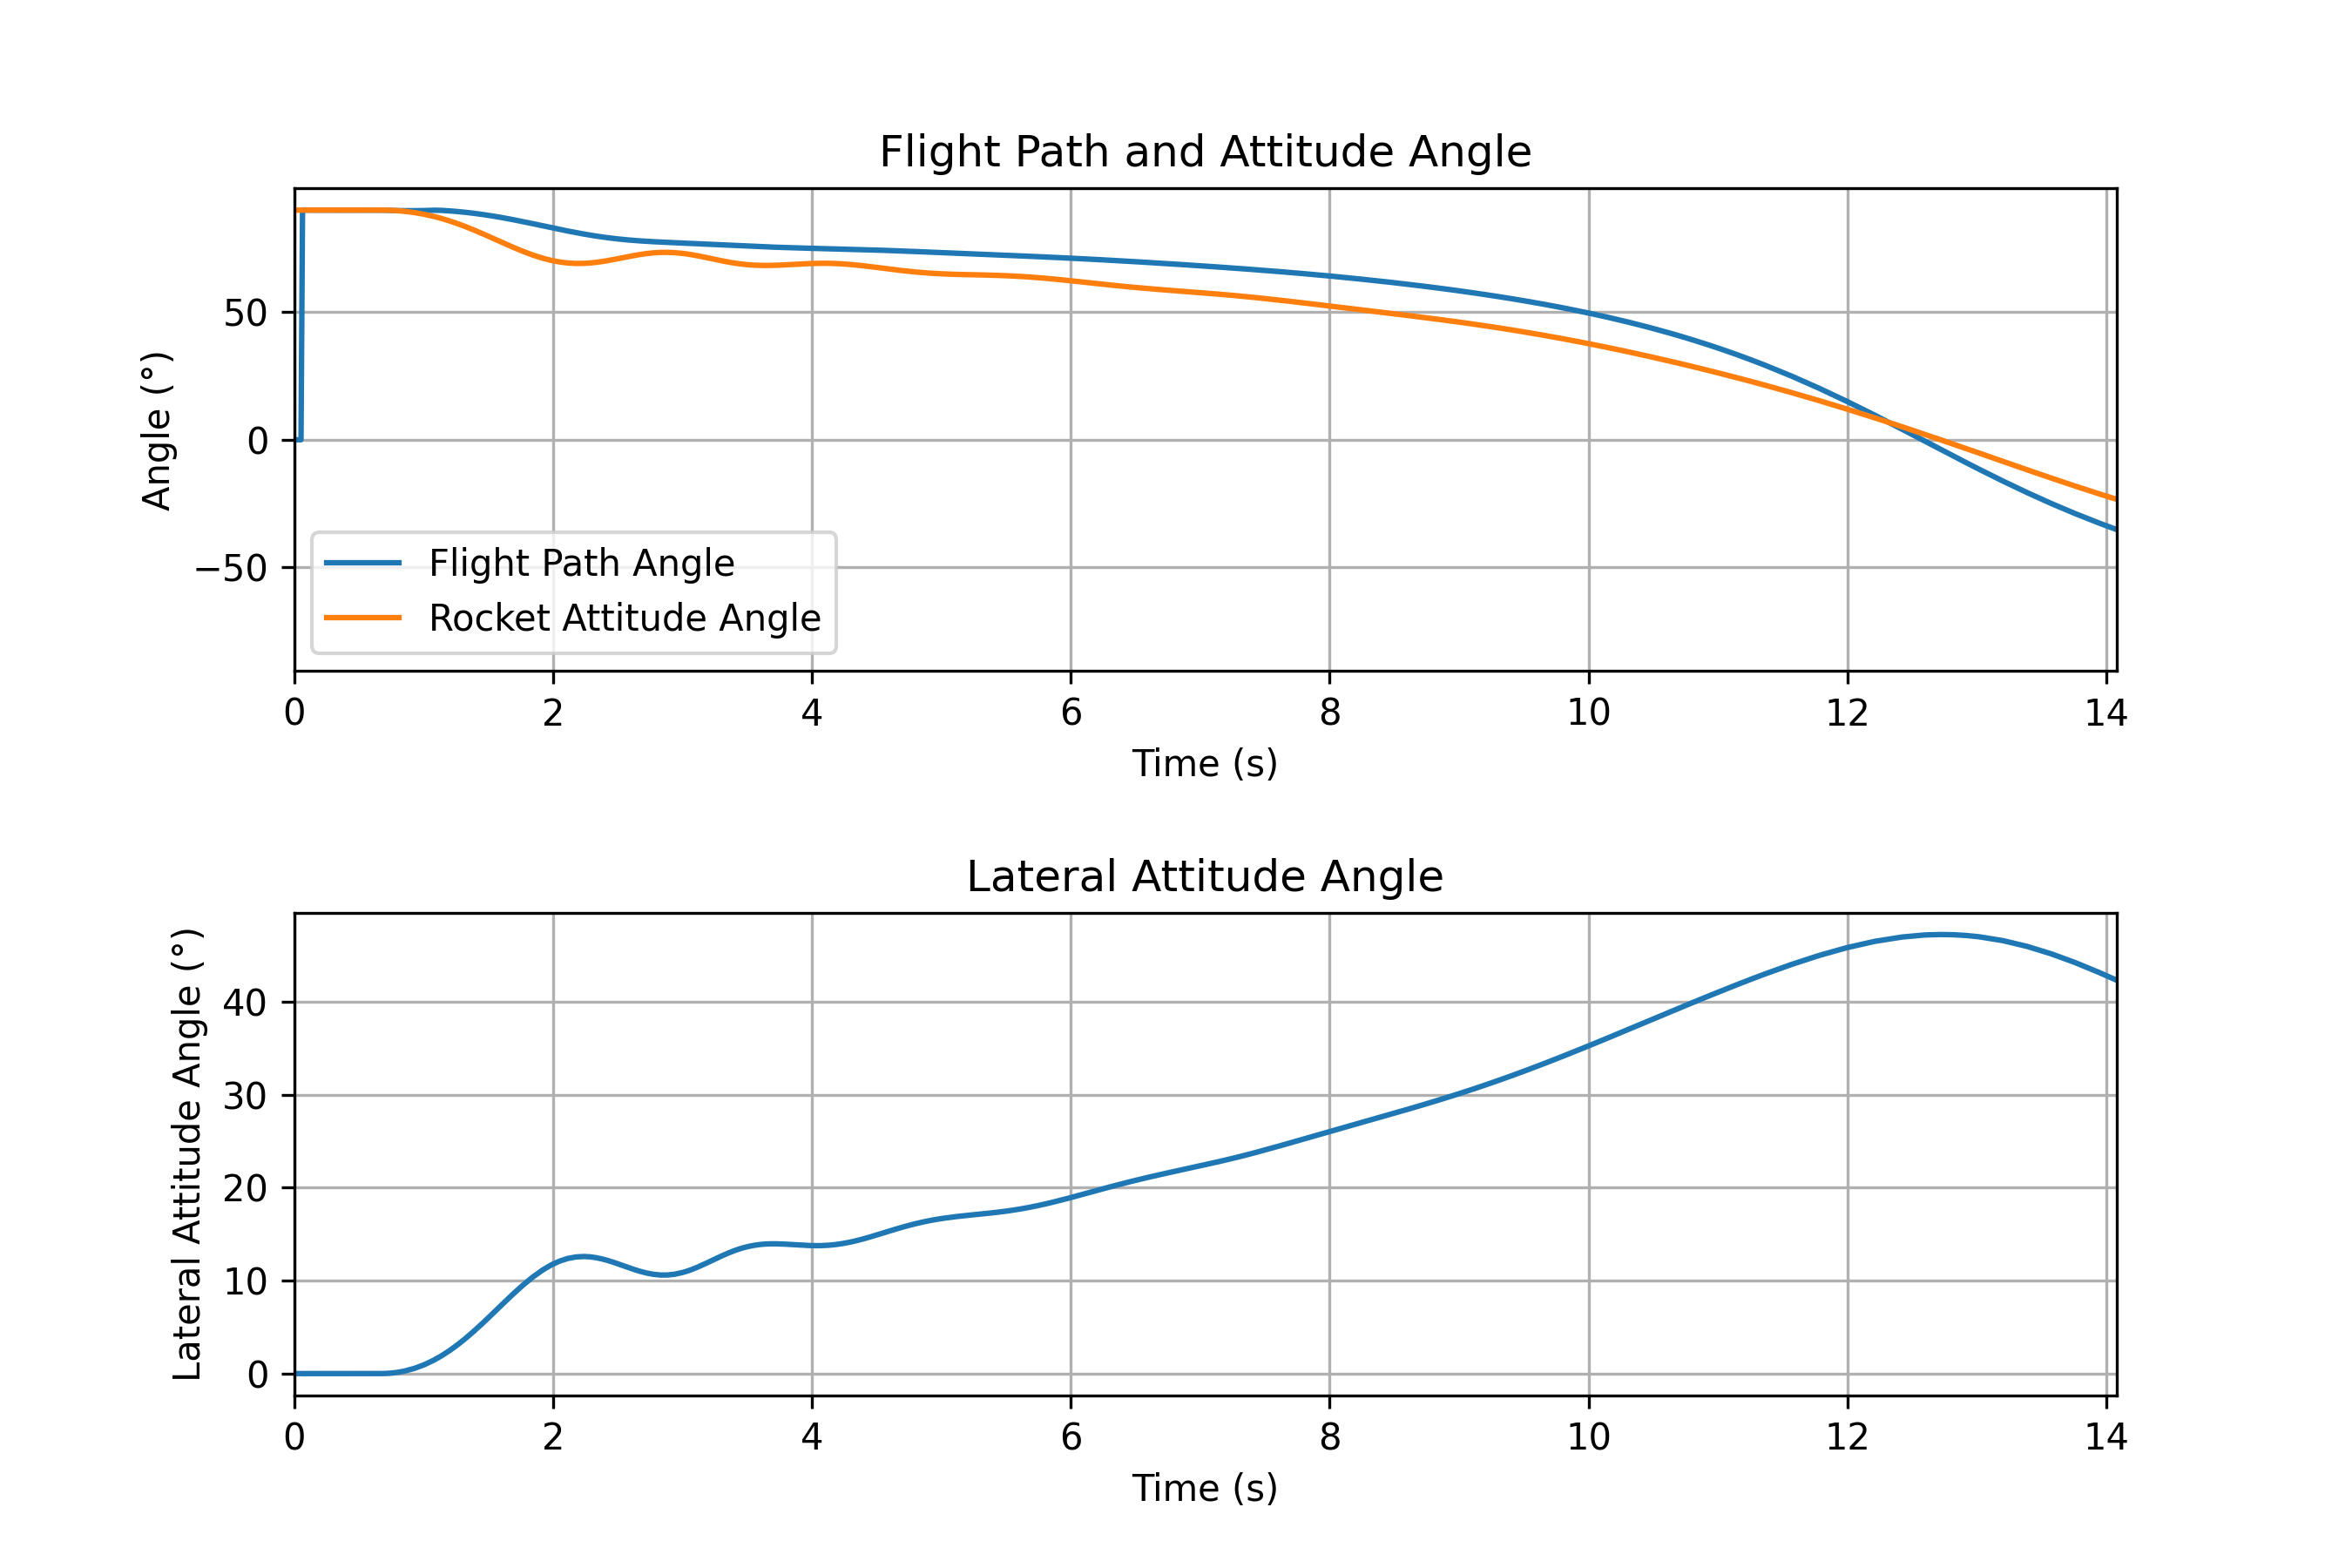 Flight Path and Attitude Angle
50
0
−50
Angle (°)
Flight Path Angle
Rocket Attitude Angle
0 2 4 6 8 10 12 14
Time (s)
Lateral Attitude Angle
40
30
20
10
0
Lateral Attitude Angle (°)
0 2 4 6 8 10 12 14
Time (s)